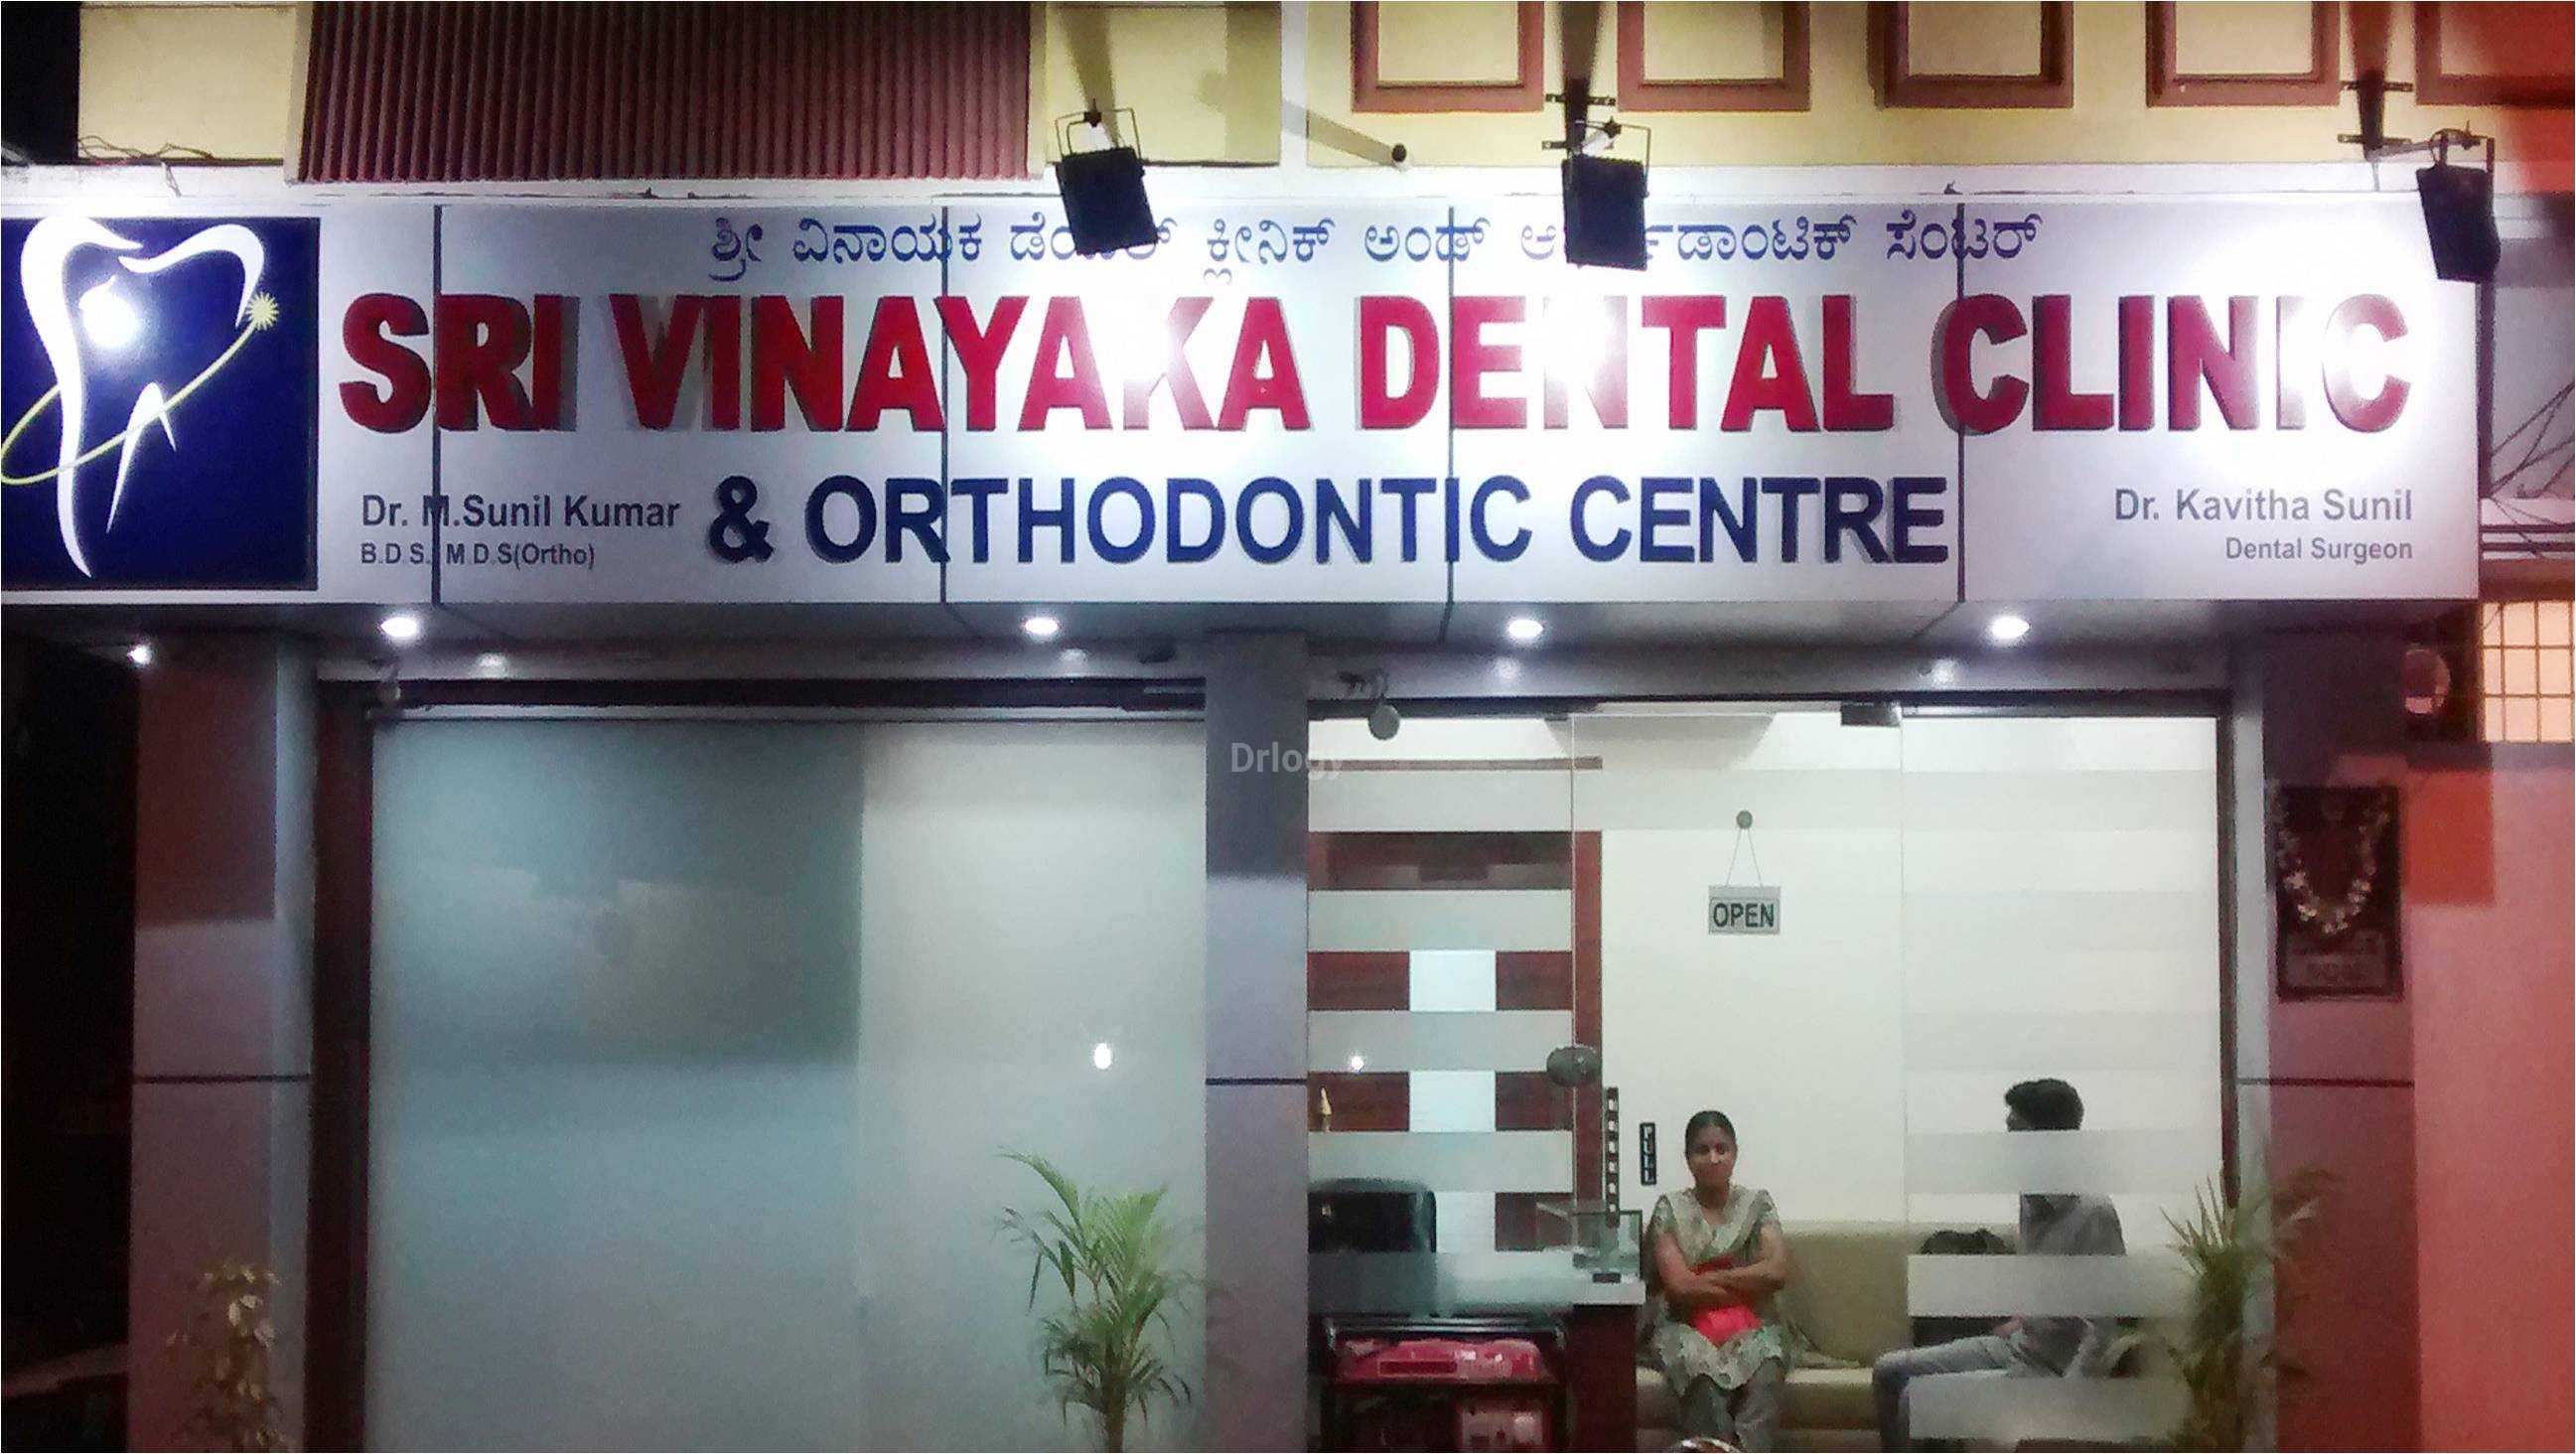 ಶ್ರೀ ವಿನಾಯಕ ಕ್ಲೀನಿಕ್ ಅಂಡ್ ಸೆಂಟರ್
SRI VINAYAKA DENTAL CLINIC
& ORTHODONTIC CENTRE
Dr. M.Sunil Kumar
B.D.S., M.D.S(Ortho)
Dr. Kavitha Sunil
Dental Surgeon
Drlogy
OPEN
PULL